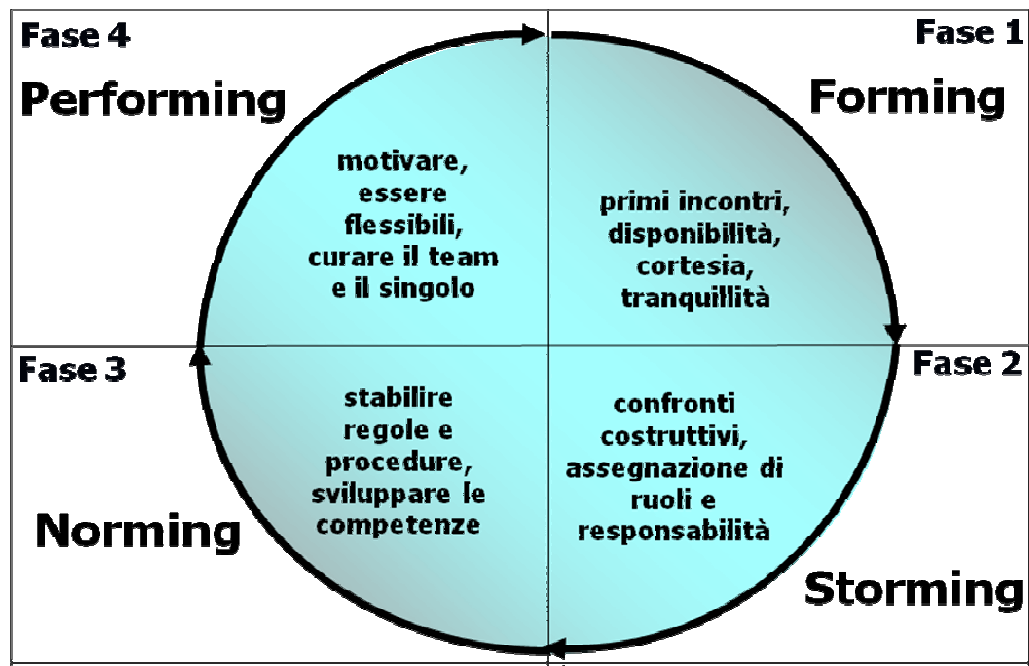 Fase 1
Forming
primi incontri,
disponibilità,
cortesia,
tranquillità
Fase 2
Storming
confronti
costruttivi,
assegnazione di
ruoli e
responsabilità
Fase 3
Norming
stabilire
regole e
procedure,
sviluppare le
competenze
Fase 4
Performing
motivare,
essere
flessibili,
curare il team
e il singolo